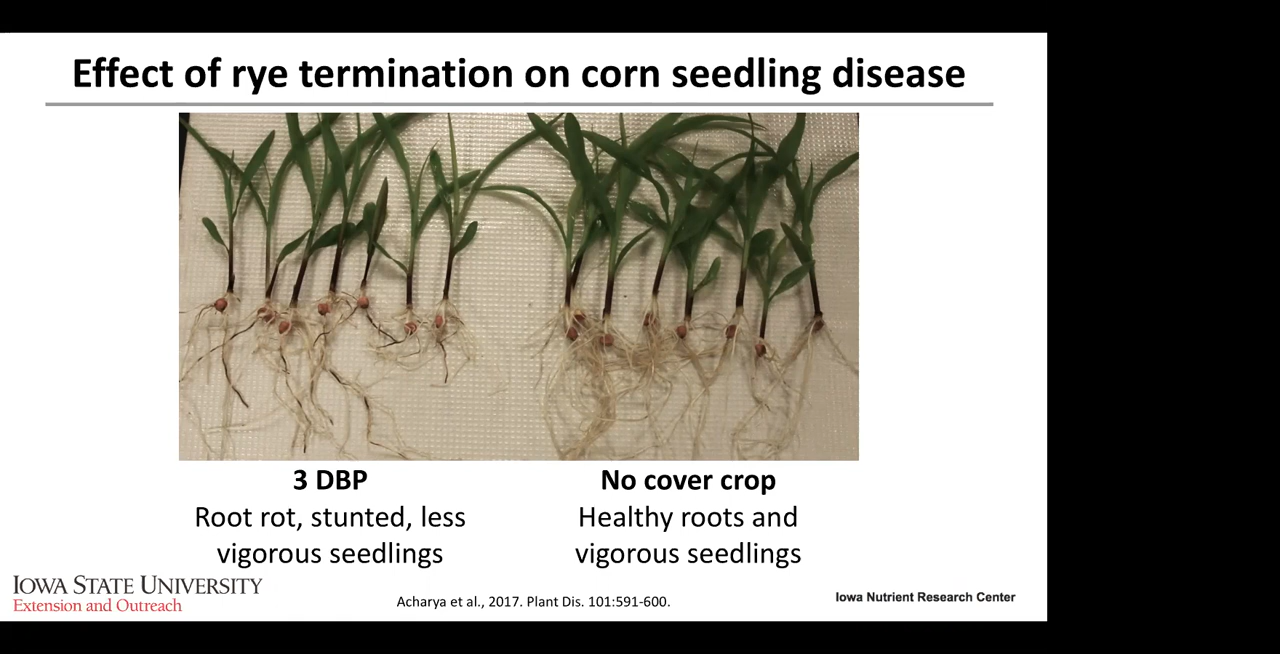 Effect of rye termination on corn seedling disease
3 DBP
Root rot, stunted, less
vigorous seedlings
No cover crop
Healthy roots and
vigorous seedlings
IOWA STATE UNIVERSITY
Extension and Outreach
Acharya et al., 2017. Plant Dis. 101:591-600.
Iowa Nutrient Research Center